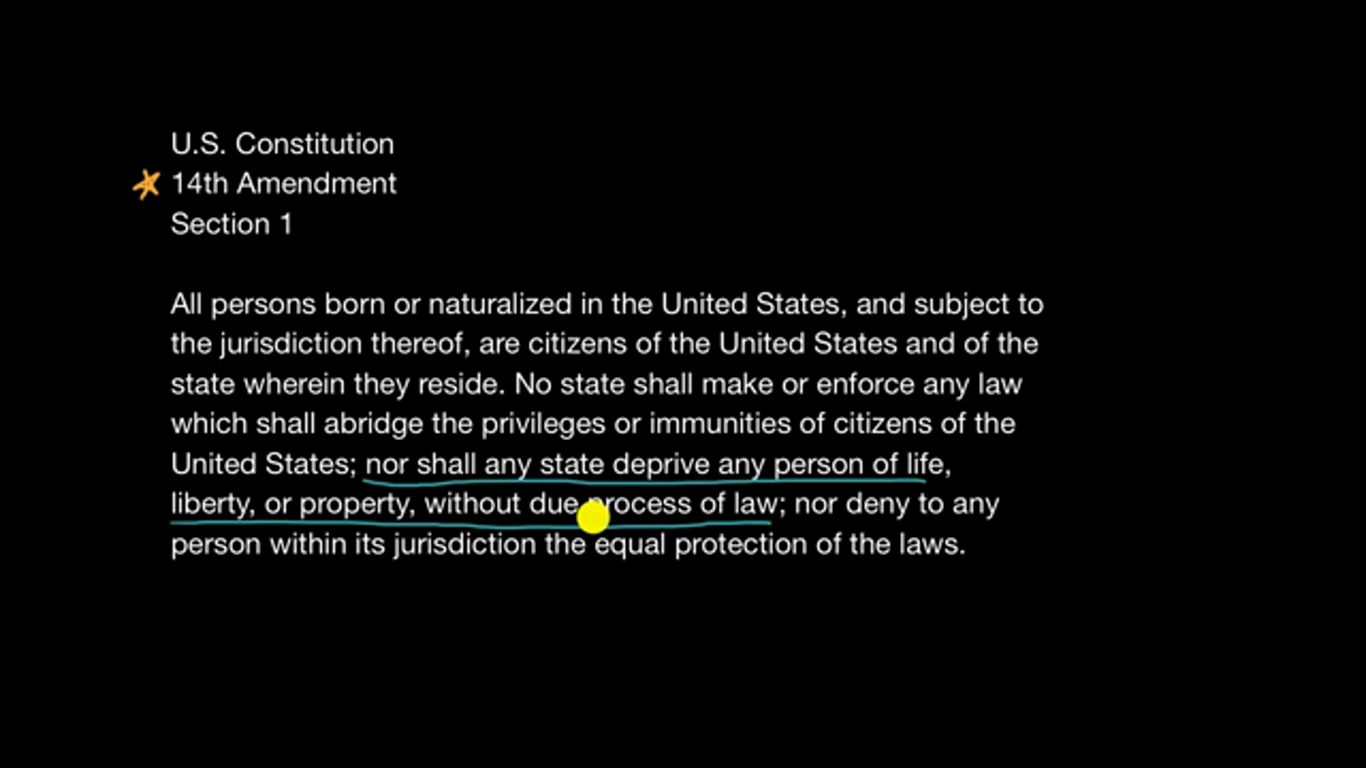 U.S. Constitution
14th Amendment
Section 1
All persons born or naturalized in the United States, and subject to
the jurisdiction thereof, are citizens of the United States and of the
state wherein they reside. No state shall make or enforce any law
which shall abridge the privileges or immunities of citizens of the
United States; nor shall any state deprive any person of life,
liberty, or property, without due process of law; nor deny to any
person within its jurisdiction the equal protection of the laws.